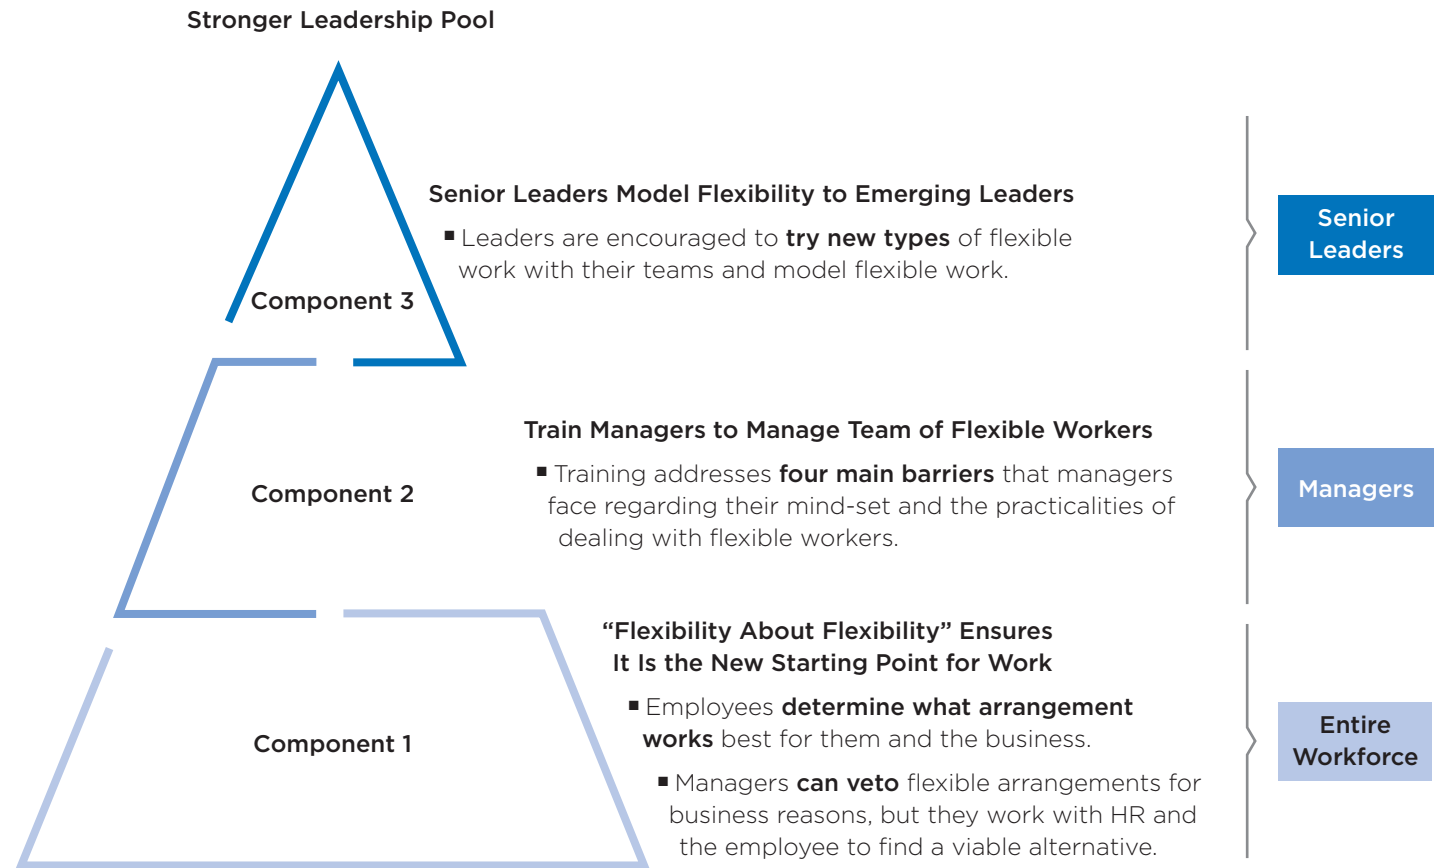 Stronger Leadership Pool
Component 3
Senior Leaders Model Flexibility to Emerging Leaders
■ Leaders are encouraged to try new types of flexible
work with their teams and model flexible work.
Senior
Leaders
Component 2
Train Managers to Manage Team of Flexible Workers
■ Training addresses four main barriers that managers
face regarding their mind-set and the practicalities of
dealing with flexible workers.
Managers
Component 1
“Flexibility About Flexibility” Ensures
It Is the New Starting Point for Work
■ Employees determine what arrangement
works best for them and the business.
■ Managers can veto flexible arrangements for
business reasons, but they work with HR and
the employee to find a viable alternative.
Entire
Workforce